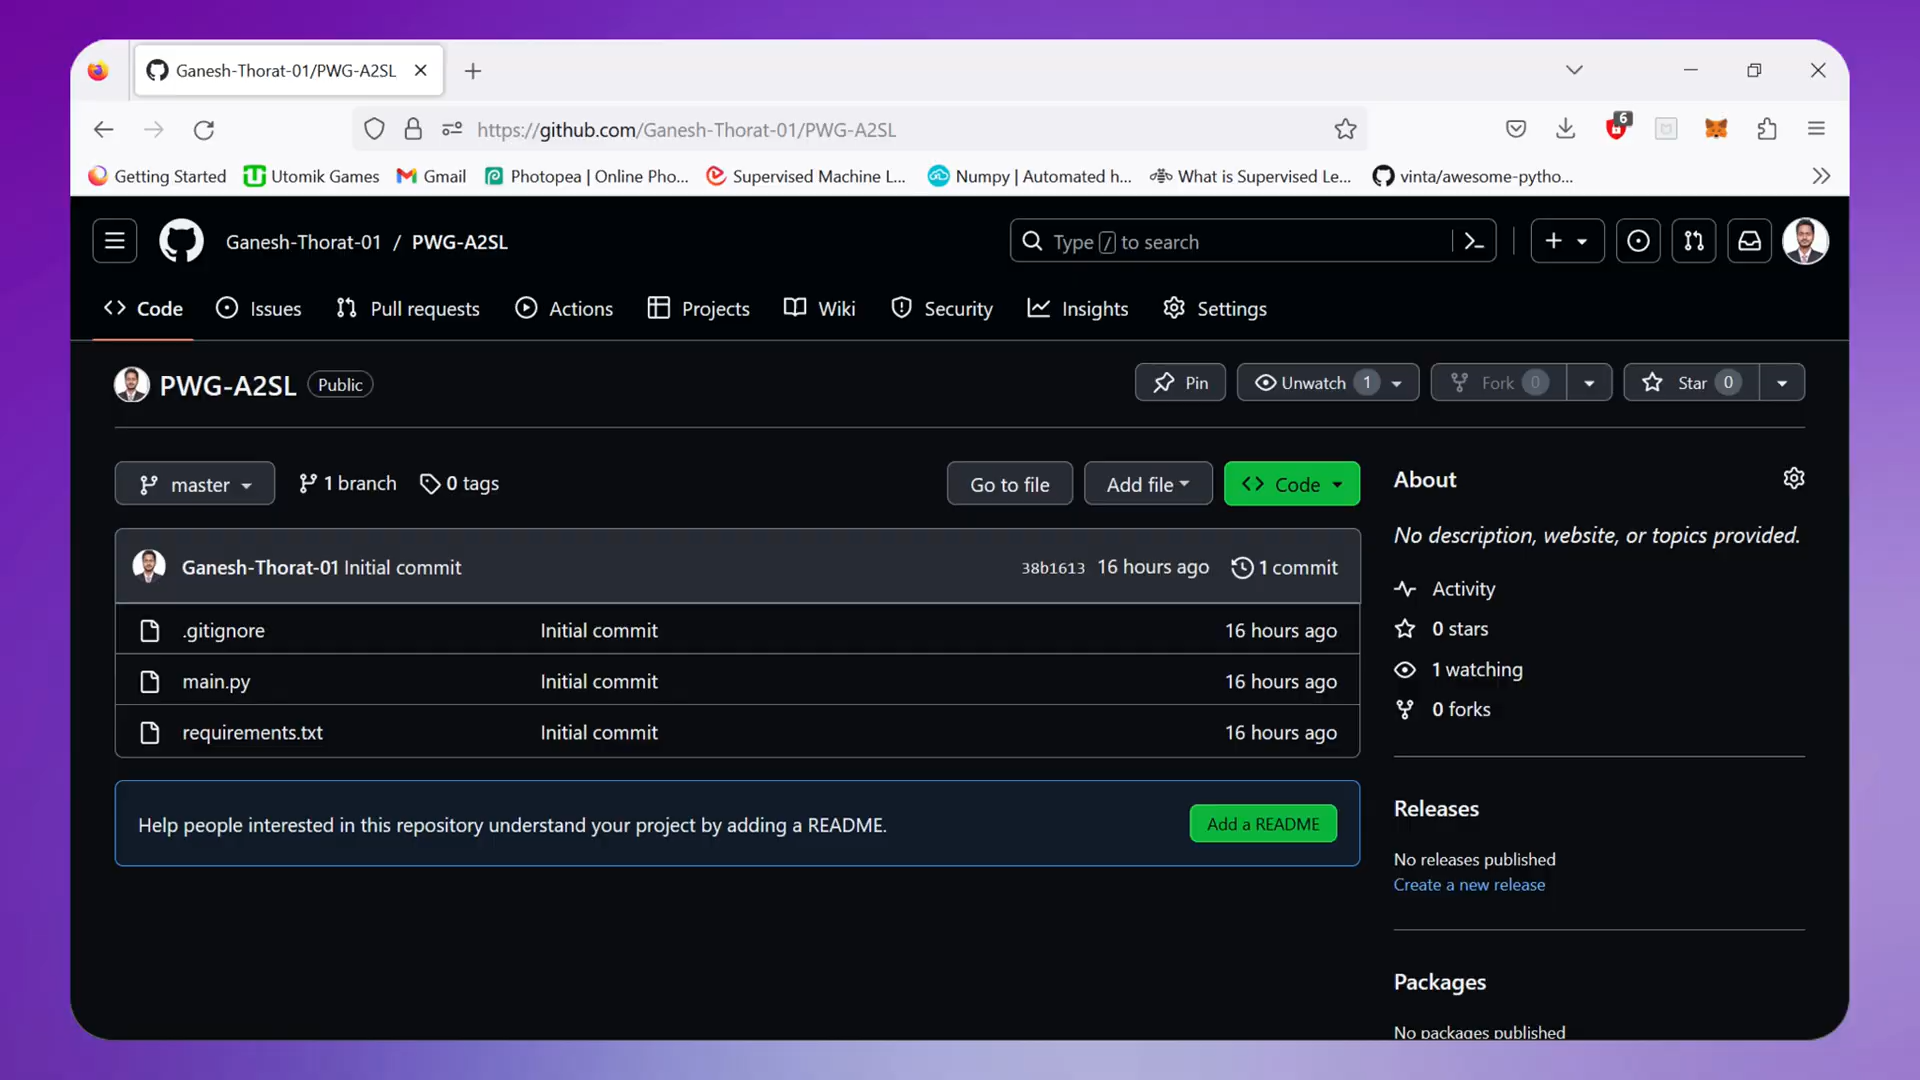 Ganesh-Thorat-01/PWG-A2SL
https://github.com/Ganesh-Thorat-01/PWG-A2SL
6
Getting Started Utomik Games Gmail Photopea | Online Pho... Supervised Machine L... Numpy | Automated h... What is Supervised Le... vinta/awesome-pytho...
Ganesh-Thorat-01 / PWG-A2SL
Type / to search
Code Issues Pull requests Actions Projects Wiki Security Insights Settings
PWG-A2SL Public
Pin Unwatch 1 Fork 0 Star 0
master 1 branch 0 tags Go to file Add file Code
Ganesh-Thorat-01 Initial commit 38b1613 16 hours ago 1 commit
.gitignore Initial commit 16 hours ago
main.py Initial commit 16 hours ago
requirements.txt Initial commit 16 hours ago
Help people interested in this repository understand your project by adding a README. Add a README
About
No description, website, or topics provided.
Activity
0 stars
1 watching
0 forks
Releases
No releases published
Create a new release
Packages
No packages published